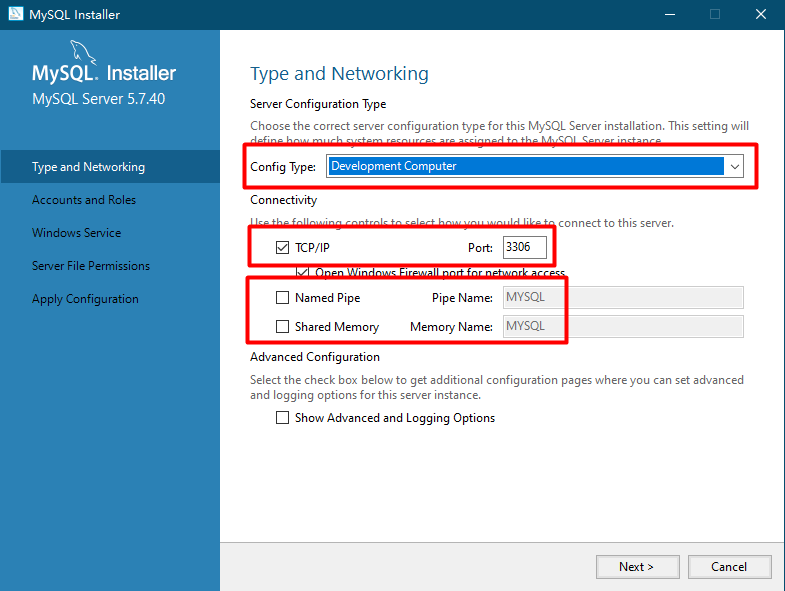 MySQL Installer
MySQL. Installer
MySQL Server 5.7.40
Type and Networking
Accounts and Roles
Windows Service
Server File Permissions
Apply Configuration
Type and Networking
Server Configuration Type
Choose the correct server configuration type for this MySQL Server installation. This setting will
define how much system resources are assigned to the MySQL Server instance.
Config Type: Development Computer
Connectivity
Use the following controls to select how you would like to connect to this server.
TCP/IP Port: 3306
Open Windows Firewall port for network access
Named Pipe Pipe Name: MYSQL
Shared Memory Memory Name: MYSQL
Advanced Configuration
Select the check box below to get additional configuration pages where you can set advanced
and logging options for this server instance.
Show Advanced and Logging Options
Next > Cancel